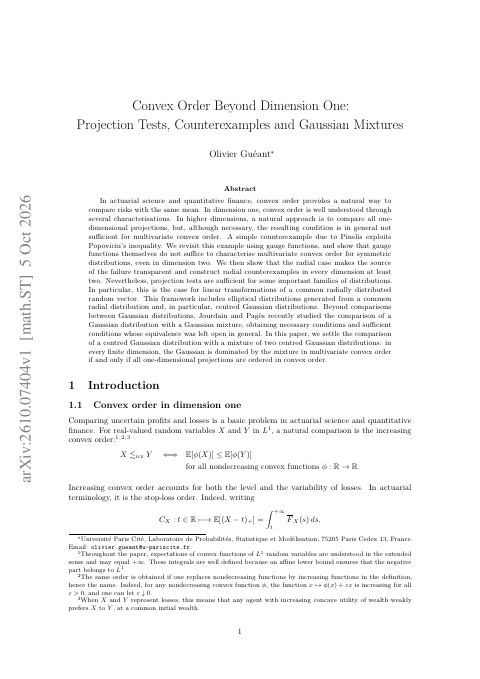 Convex Order Beyond Dimension One:
Projection Tests, Counterexamples and Gaussian Mixtures
Olivier Guéant*
Abstract
In actuarial science and quantitative finance, convex order provides a natural way to
compare risks with the same mean. In dimension one, convex order is well understood through
several characterisations. In higher dimensions, a natural approach is to compare all one-
dimensional projections, but, although necessary, the resulting condition is in general not
sufficient for multivariate convex order. A simple counterexample due to Pinelis exploits
Popoviciu's inequality. We revisit this example using gauge functions, and show that gauge
functions themselves do not suffice to characterise multivariate convex order for symmetric
distributions, even in dimension two. We then show that the radial case makes the source
of the failure transparent and construct radial counterexamples in every dimension at least
two. Nevertheless, projection tests are sufficient for some important families of distributions.
In particular, this is the case for linear transformations of a common radially distributed
random vector. This framework includes elliptical distributions generated from a common
radial distribution and, in particular, centred Gaussian distributions. Beyond comparisons
between Gaussian distributions, Jourdain and Pagès recently studied the comparison of a
Gaussian distribution with a Gaussian mixture, obtaining necessary conditions and sufficient
conditions whose equivalence was left open in general. In this paper, we settle the comparison
of a centred Gaussian distribution with a mixture of two centred Gaussian distributions: in
every finite dimension, the Gaussian is dominated by the mixture in multivariate convex order
if and only if all one-dimensional projections are ordered in convex order.
1 Introduction
1.1 Convex order in dimension one
Comparing uncertain profits and losses is a basic problem in actuarial science and quantitative
finance. For real-valued random variables X and Y in L¹, a natural comparison is the increasing
convex order:¹,²,³
X ≲icx Y ⟺ 𝔼[ϕ(X)] ≤ 𝔼[ϕ(Y)]
for all nondecreasing convex functions ϕ : ℝ → ℝ.
Increasing convex order accounts for both the level and the variability of losses. In actuarial
terminology, it is the stop-loss order. Indeed, writing
C_X : t ∈ ℝ ⟼ 𝔼[(X − t)₊] = ∫_t^{+∞} F̅_X(s) ds,
*Université Paris Cité, Laboratoire de Probabilités, Statistique et Modélisation, 75205 Paris Cedex 13, France.
Email: olivier.gueant@u-pariscite.fr.
¹Throughout the paper, expectations of convex functions of L¹ random variables are understood in the extended
sense and may equal +∞. These integrals are well defined because an affine lower bound ensures that the negative
part belongs to L¹.
²The same order is obtained if one replaces nondecreasing functions by increasing functions in the definition,
hence the name. Indeed, for any nondecreasing convex function ϕ, the function x ↦ ϕ(x) + εx is increasing for all
ε > 0, and one can let ε ↓ 0.
³When X and Y represent losses, this means that any agent with increasing concave utility of wealth weakly
prefers X to Y, at a common initial wealth.
1
arXiv:2610.07404v1 [math.ST] 5 Oct 2026